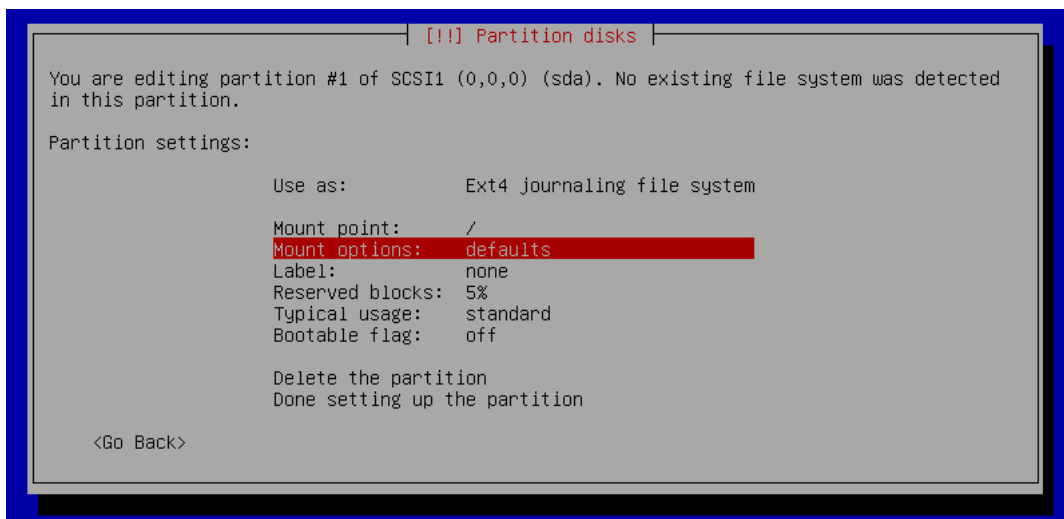 [!!] Partition disks
You are editing partition #1 of SCSI1 (0,0,0) (sda). No existing file system was detected
in this partition.
Partition settings:
Use as: Ext4 journaling file system
Mount point: /
Mount options: defaults
Label: none
Reserved blocks: 5%
Typical usage: standard
Bootable flag: off
Delete the partition
Done setting up the partition
<Go Back>